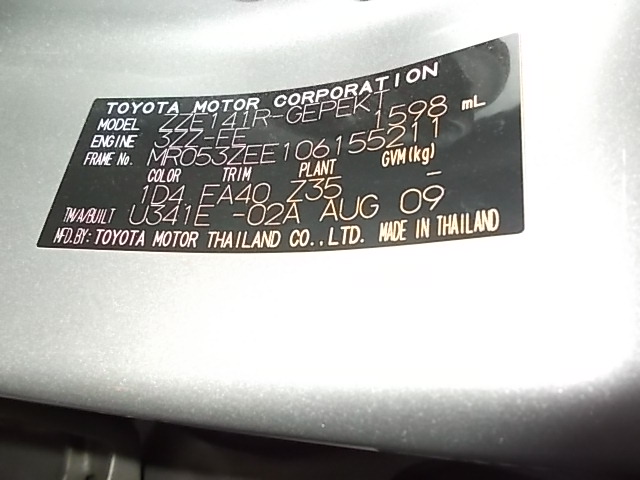 TOYOTA MOTOR CORPORATION
MODEL ZZE141R-GEPEKT
ENGINE 3ZZ-FE 1598 mL
FRAME No. MR053ZEE106155211
COLOR TRIM PLANT GVM(kg)
1D4 FA40 Z35 -
TM/A/BUILT U341E -02A AUG 09
MFD.BY: TOYOTA MOTOR THAILAND CO.,LTD. MADE IN THAILAND